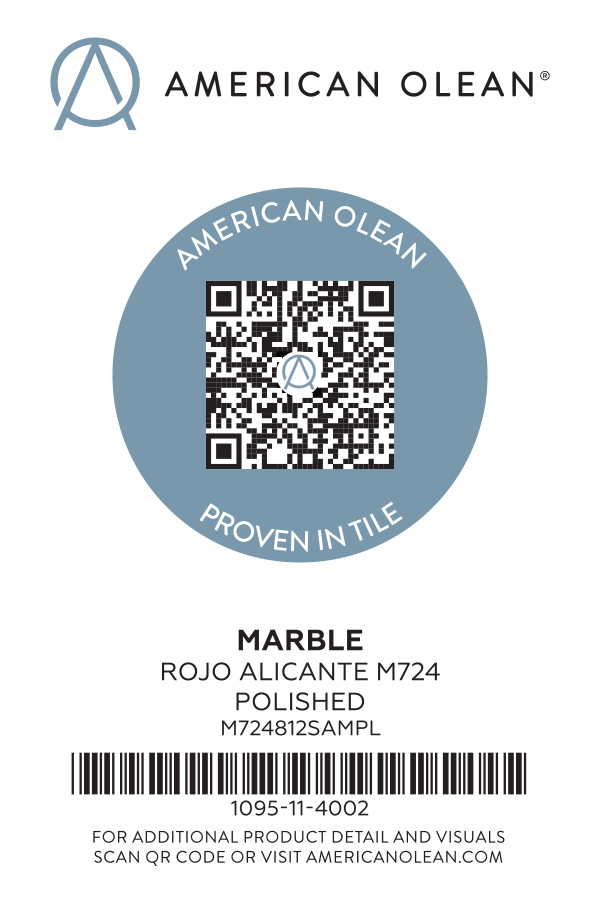 AMERICAN OLEAN®
AMERICAN OLEAN
PROVEN IN TILE
MARBLE
ROJO ALICANTE M724
POLISHED
M724812SAMPL
1095-11-4002
FOR ADDITIONAL PRODUCT DETAIL AND VISUALS
SCAN QR CODE OR VISIT AMERICANOLEAN.COM